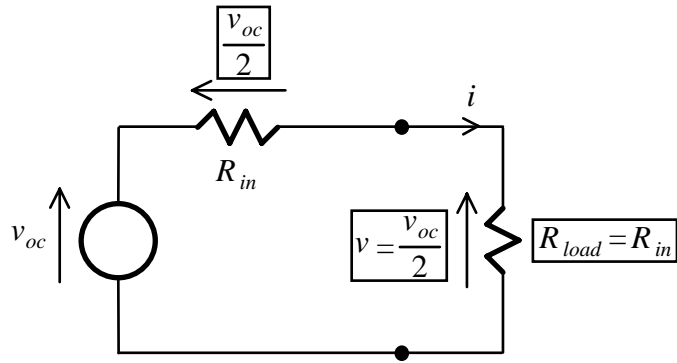 v_oc/2
i
R_in
v_oc
v = v_oc/2
R_load = R_in